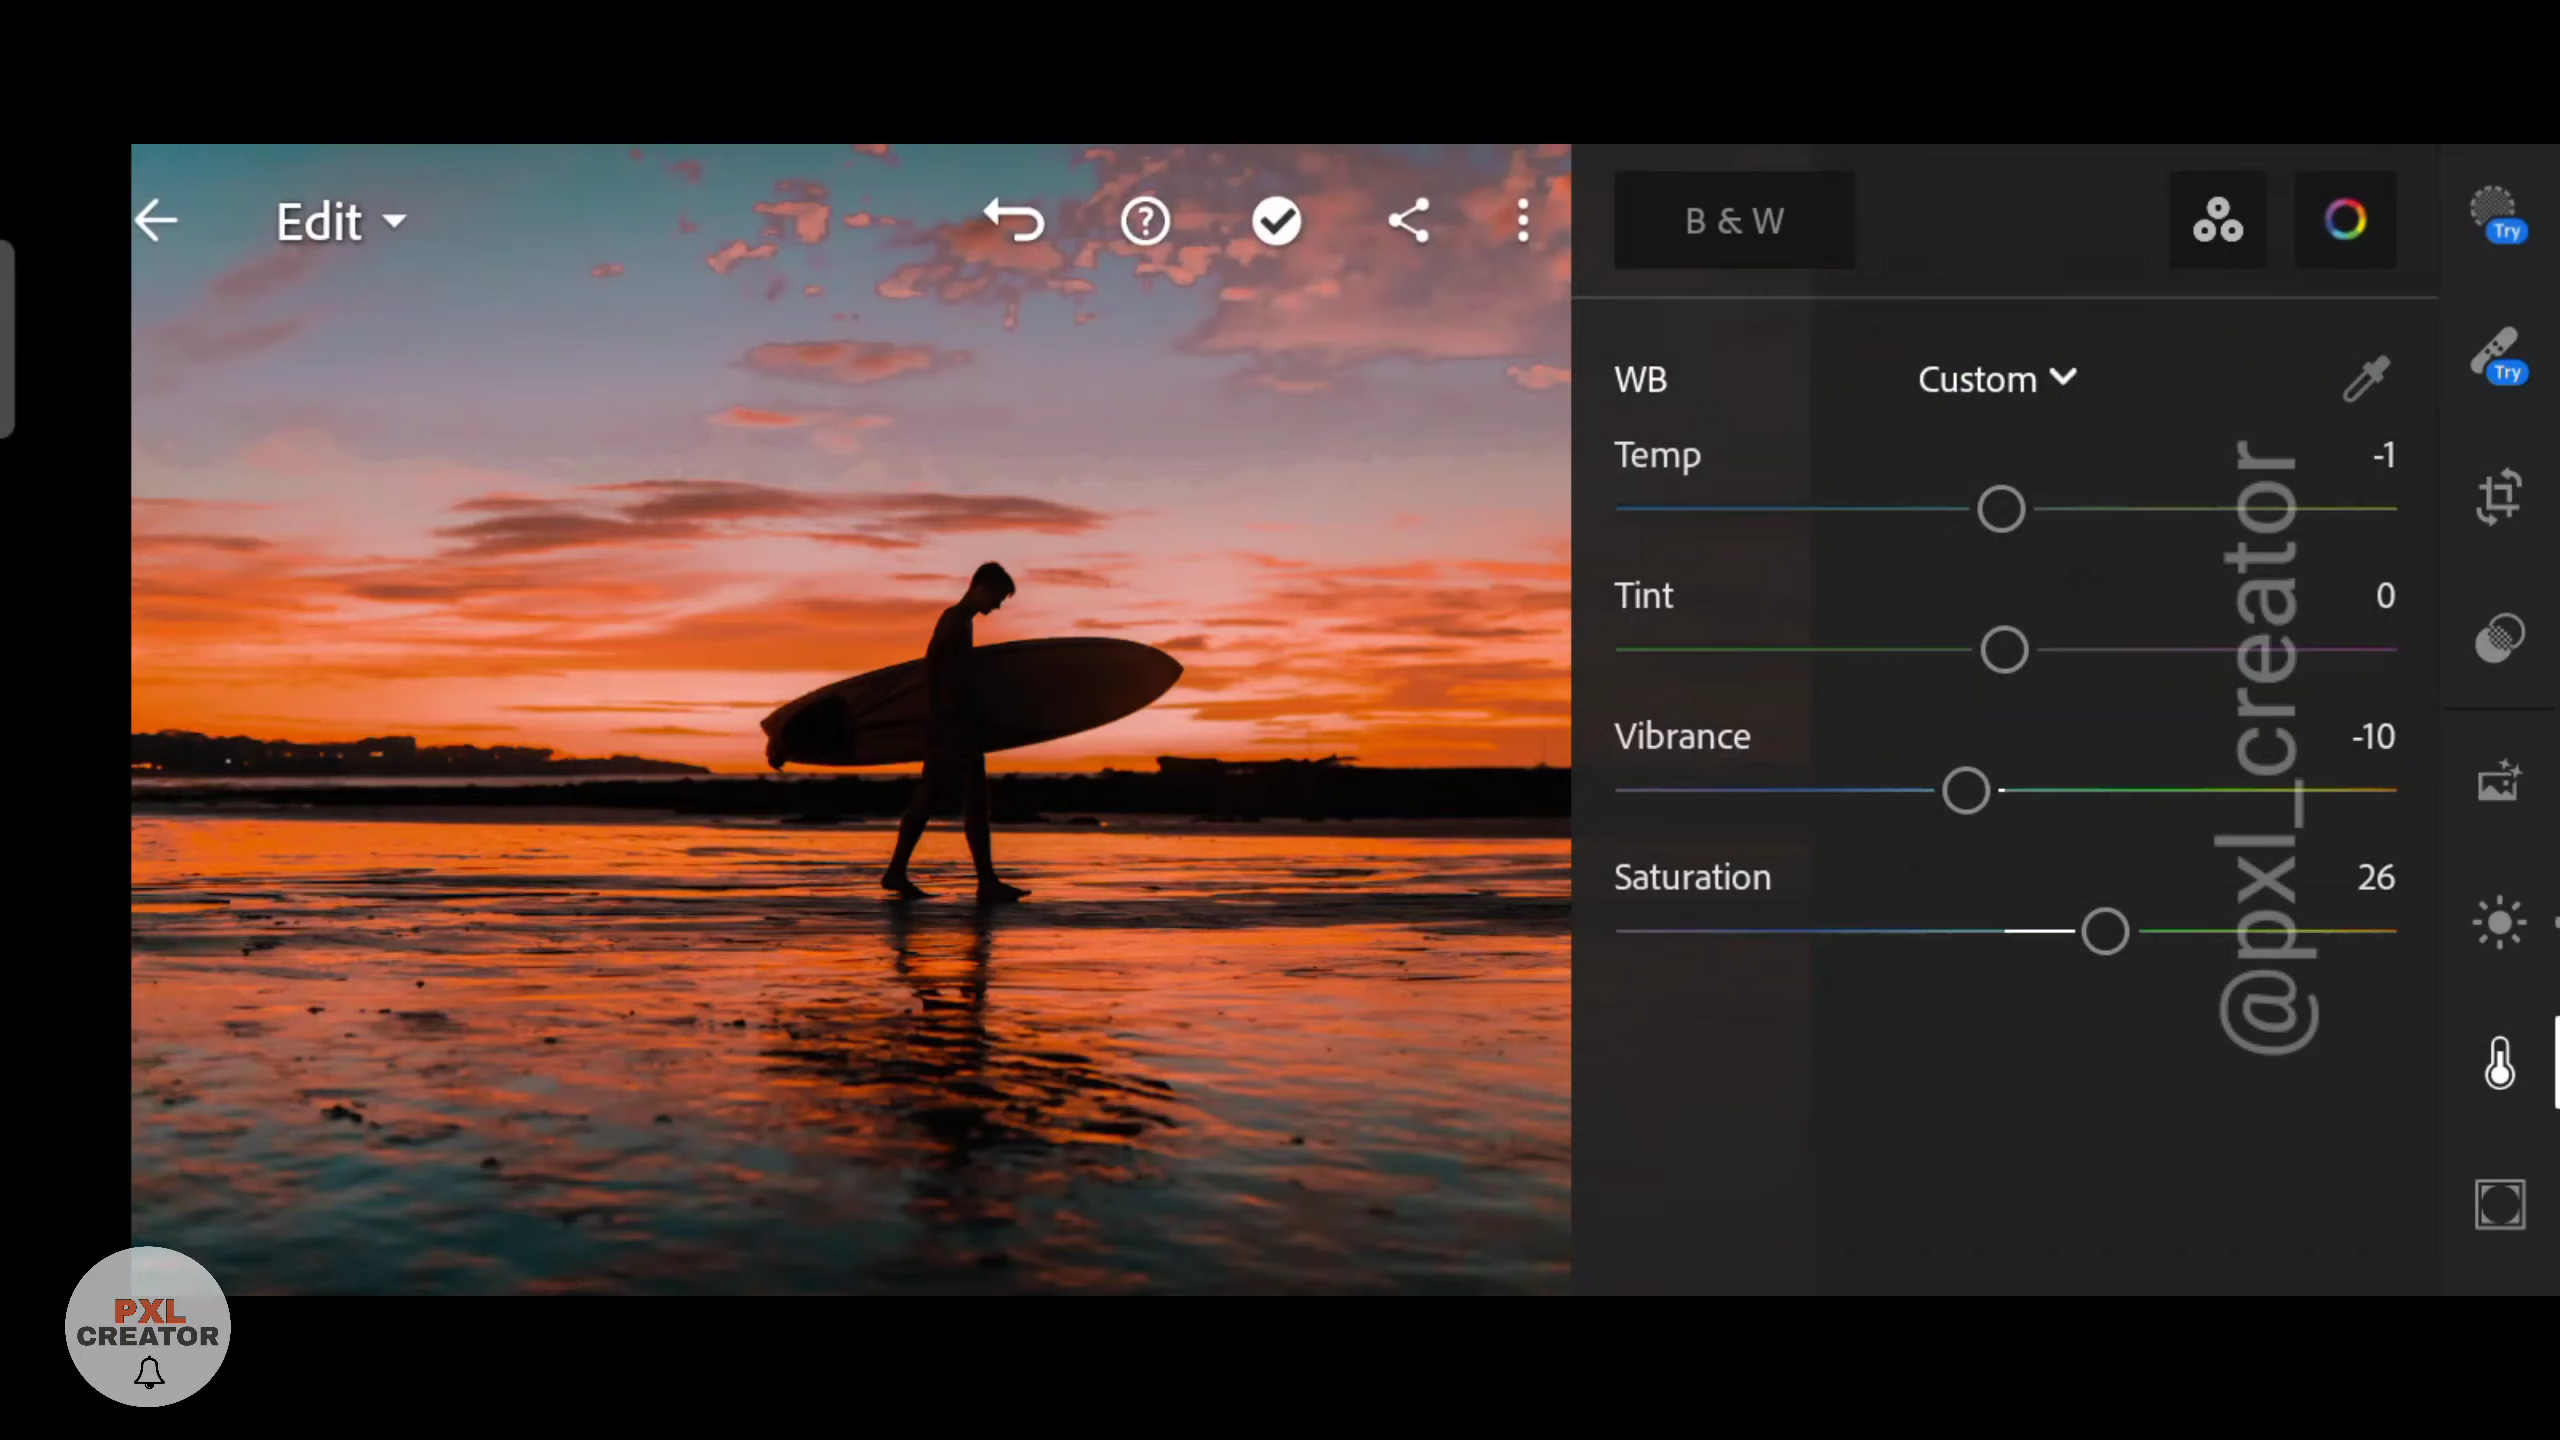 Edit
B & W
Try
WB Custom
Try
Temp -1
Tint 0
Vibrance -10
Saturation 26
@pxl_creator
PXL
CREATOR